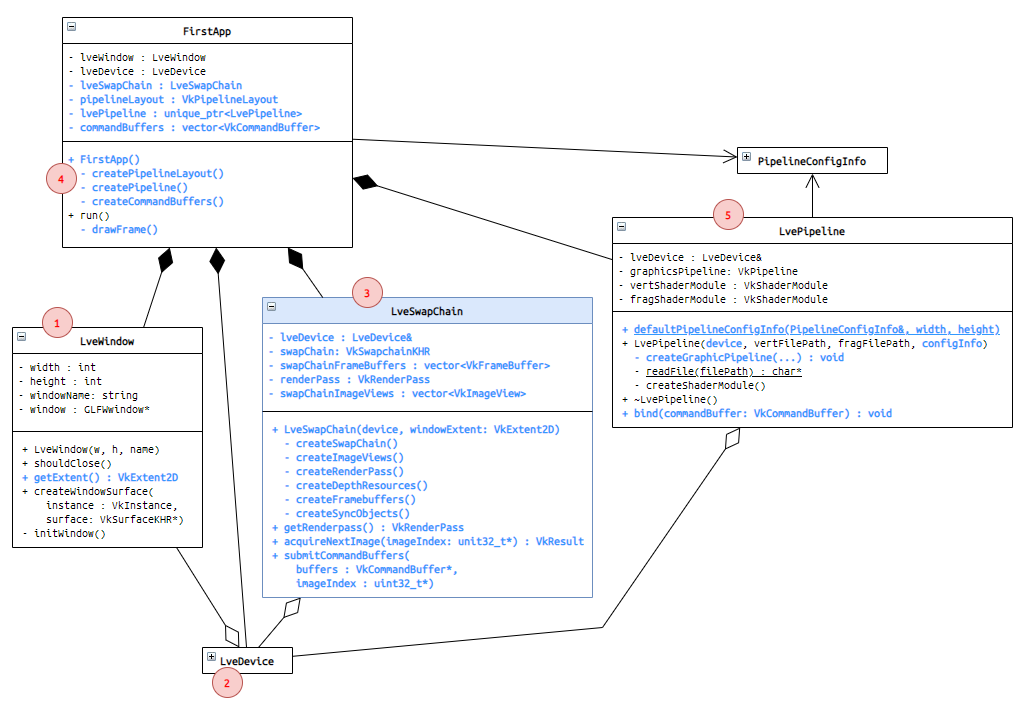 FirstApp
- lveWindow : LveWindow
- lveDevice : LveDevice
- lveSwapChain : LveSwapChain
- pipelineLayout : VkPipelineLayout
- lvePipeline : unique_ptr<LvePipeline>
- commandBuffers : vector<VkCommandBuffer>
+ FirstApp()
- createPipelineLayout()
- createPipeline()
- createCommandBuffers()
+ run()
- drawFrame()
4
PipelineConfigInfo
5
LvePipeline
- lveDevice : LveDevice&
- graphicsPipeline: VkPipeline
- vertShaderModule : VkShaderModule
- fragShaderModule : VkShaderModule
+ defaultPipelineConfigInfo(PipelineConfigInfo&, width, height)
+ LvePipeline(device, vertFilePath, fragFilePath, configInfo)
- createGraphicPipeline(...) : void
- readFile(filePath) : char*
- createShaderModule()
+ ~LvePipeline()
+ bind(commandBuffer: VkCommandBuffer) : void
3
LveSwapChain
- lveDevice : LveDevice&
- swapChain: VkSwapchainKHR
- swapChainFrameBuffers : vector<VkFrameBuffer>
- renderPass : VkRenderPass
- swapChainImageViews : vector<VkImageView>
+ LveSwapChain(device, windowExtent: VkExtent2D)
- createSwapChain()
- createImageViews()
- createRenderPass()
- createDepthResources()
- createFramebuffers()
- createSyncObjects()
+ getRenderpass() : VkRenderPass
+ acquireNextImage(imageIndex: unit32_t*) : VkResult
+ submitCommandBuffers(
buffers : VkCommandBuffer*,
imageIndex : uint32_t*)
1
LveWindow
- width : int
- height : int
- windowName: string
- window : GLFWwindow*
+ LveWindow(w, h, name)
+ shouldClose()
+ getExtent() : VkExtent2D
+ createWindowSurface(
instance : VkInstance,
surface: VkSurfaceKHR*)
- initWindow()
LveDevice
2